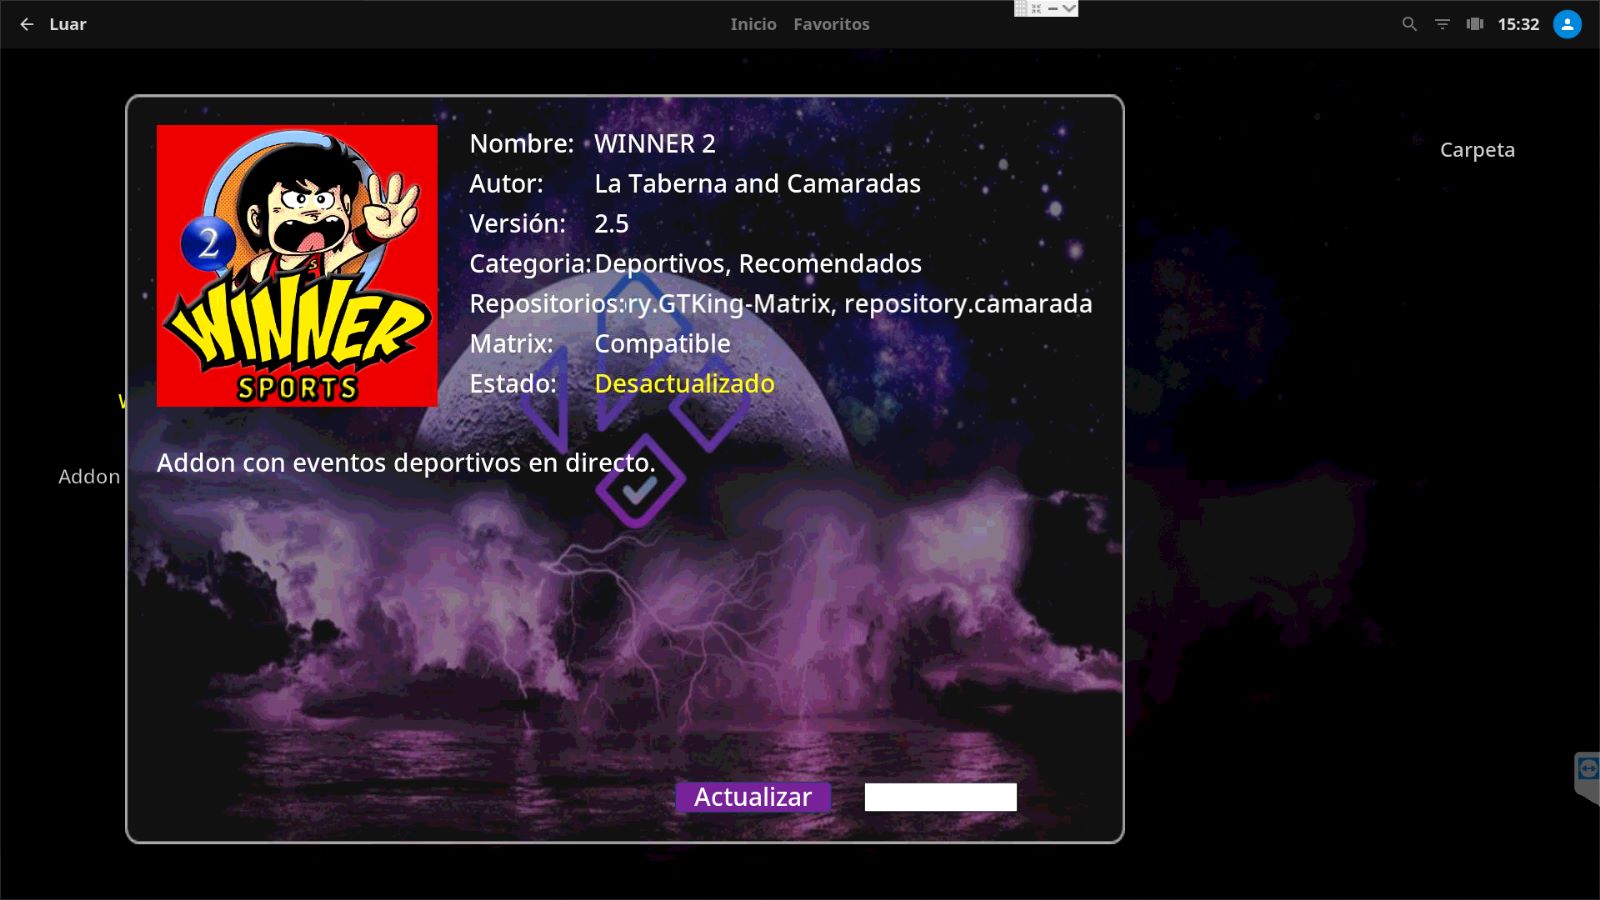 Luar
Inicio Favoritos
15:32
Carpeta
2
S
WINNER
SPORTS
Nombre: WINNER 2
Autor: La Taberna and Camaradas
Versión: 2.5
Categoria: Deportivos, Recomendados
Repositorios: ry.GTKing-Matrix, repository.camarada
Matrix: Compatible
Estado: Desactualizado
Addon con eventos deportivos en directo.
Addon
Actualizar